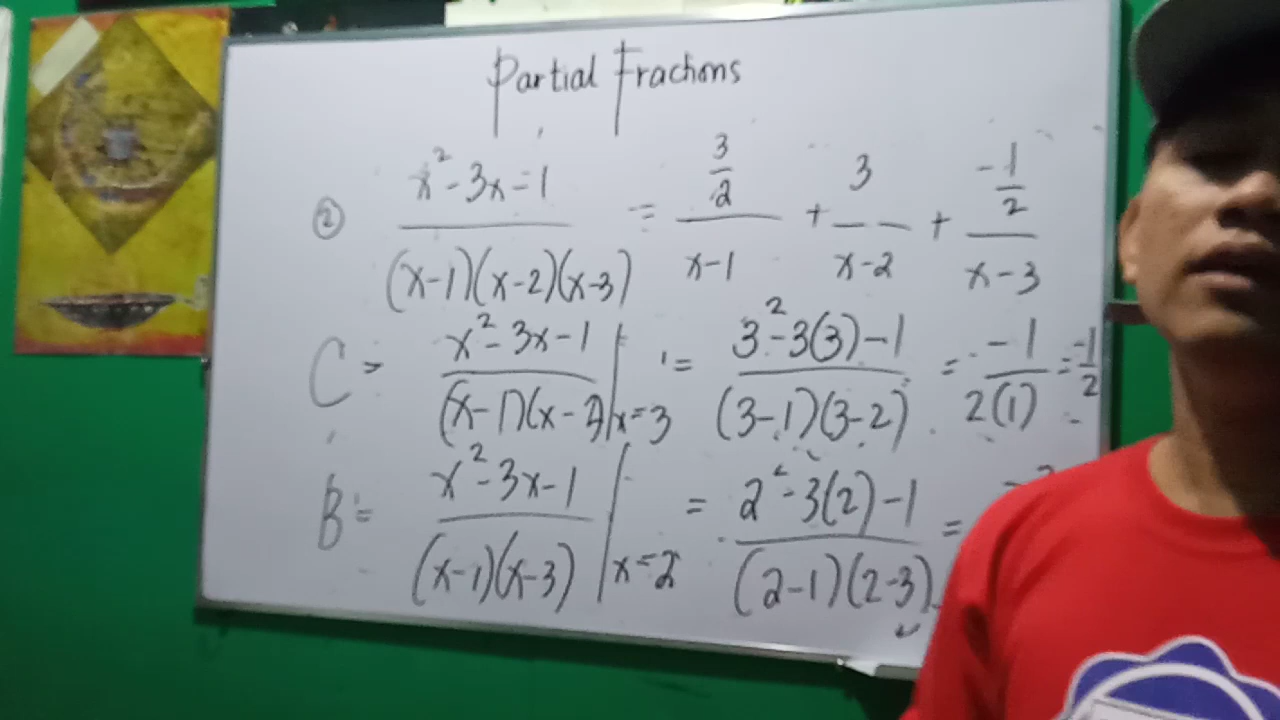 Partial Fractions
② x² - 3x - 1 / (x-1)(x-2)(x-3) = 3/2 / x-1 + 3 / x-2 + -1/2 / x-3
C = x² - 3x - 1 / (x-1)(x-2) | x=3 = 3² - 3(3) - 1 / (3-1)(3-2) = -1 / 2(1) = -1/2
B = x² - 3x - 1 / (x-1)(x-3) | x=2 = 2² - 3(2) - 1 / (2-1)(2-3) =